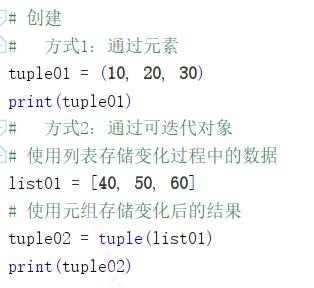 # 创建
#   方式1：通过元素
tuple01 = (10, 20, 30)
print(tuple01)
#   方式2：通过可迭代对象
# 使用列表存储变化过程中的数据
list01 = [40, 50, 60]
# 使用元组存储变化后的结果
tuple02 = tuple(list01)
print(tuple02)